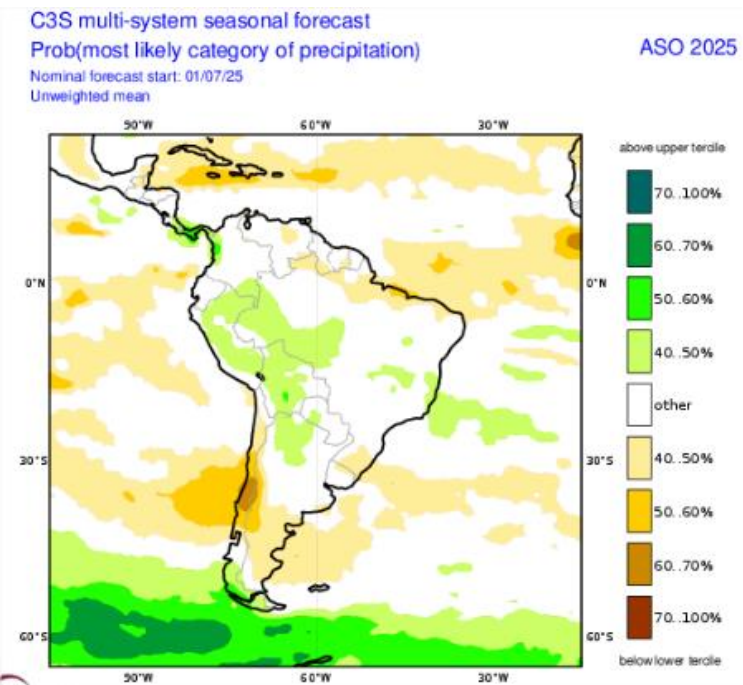 C3S multi-system seasonal forecast
Prob(most likely category of precipitation)
ASO 2025
Nominal forecast start: 01/07/25
Unweighted mean
90°W 60°W 30°W
above upper tercile
70..100%
60..70%
50..60%
40..50%
other
40..50%
50..60%
60..70%
70..100%
below lower tercile
0°N 0°N
30°S 30°S
60°S 60°S
90°W 60°W 30°W